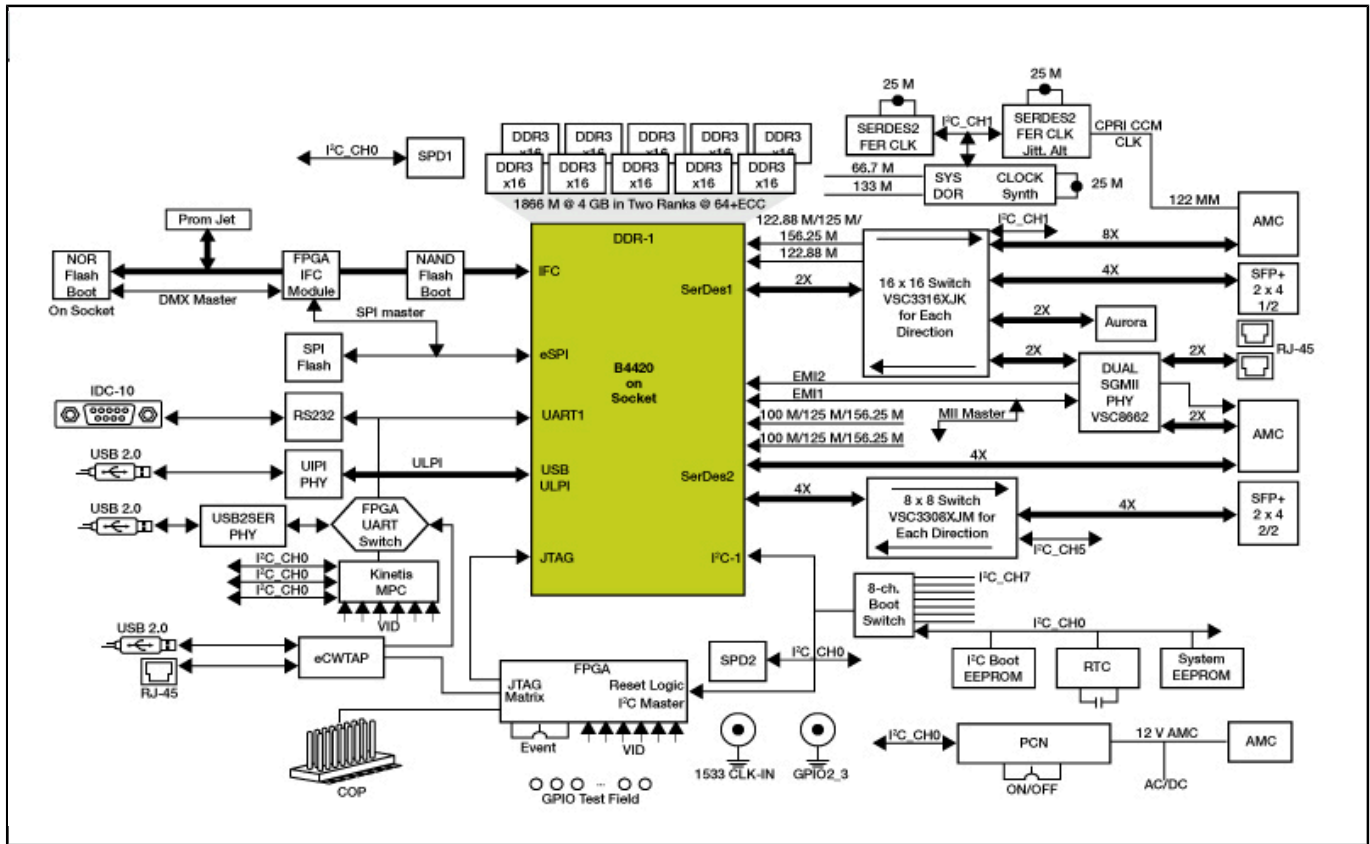 25 M
25 M
I²C_CH1
SERDES2
FER CLK
SERDES2
FER CLK
Jitt. Alt
CPRI CCM
CLK
DDR3
x16
DDR3
x16
DDR3
x16
DDR3
x16
DDR3
x16
I²C_CH0
SPD1
DDR3
x16
DDR3
x16
DDR3
x16
DDR3
x16
DDR3
x16
1866 M @ 4 GB in Two Ranks @ 64+ECC
66.7 M
133 M
SYS
DOR
CLOCK
Synth
25 M
122 MM
AMC
Prom Jet
NOR
Flash
Boot
On Socket
DMX Master
FPGA
IFC
Module
NAND
Flash
Boot
SPI master
SPI
Flash
IDC-10
RS232
USB 2.0
UIPI
PHY
ULPI
USB 2.0
USB2SER
PHY
FPGA
UART
Switch
I²C_CH0
I²C_CH0
I²C_CH0
Kinetis
MPC
VID
USB 2.0
RJ-45
eCWTAP
COP
DDR-1
IFC
SerDes1
eSPI
B4420
on
Socket
UART1
USB
ULPI
SerDes2
JTAG
I²C-1
122.88 M/125 M/
156.25 M
122.88 M
2X
I²C_CH1
16 x 16 Switch
VSC3316XJK
for Each
Direction
8X
4X
SFP+
2 x 4
1/2
2X
Aurora
2X
2X
RJ-45
EMI2
EMI1
DUAL
SGMII
PHY
VSC8662
MII Master
100 M/125 M/156.25 M
100 M/125 M/156.25 M
2X
AMC
4X
4X
8 x 8 Switch
VSC3308XJM for
Each Direction
4X
SFP+
2 x 4
2/2
I²C_CH5
8-ch.
Boot
Switch
I²C_CH7
I²C_CH0
I²C Boot
EEPROM
RTC
System
EEPROM
SPD2
I²C_CH0
FPGA
JTAG
Matrix
Reset Logic
I²C Master
Event
VID
GPIO Test Field
...
1533 CLK-IN
GPIO2_3
I²C_CH0
PCN
12 V AMC
AMC
ON/OFF
AC/DC